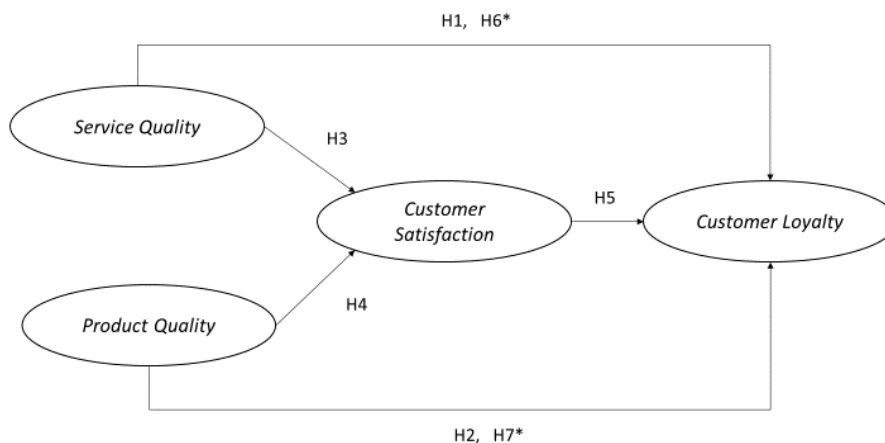 H1, H6*
Service Quality
H3
Customer
Satisfaction
H5
Customer Loyalty
H4
Product Quality
H2, H7*